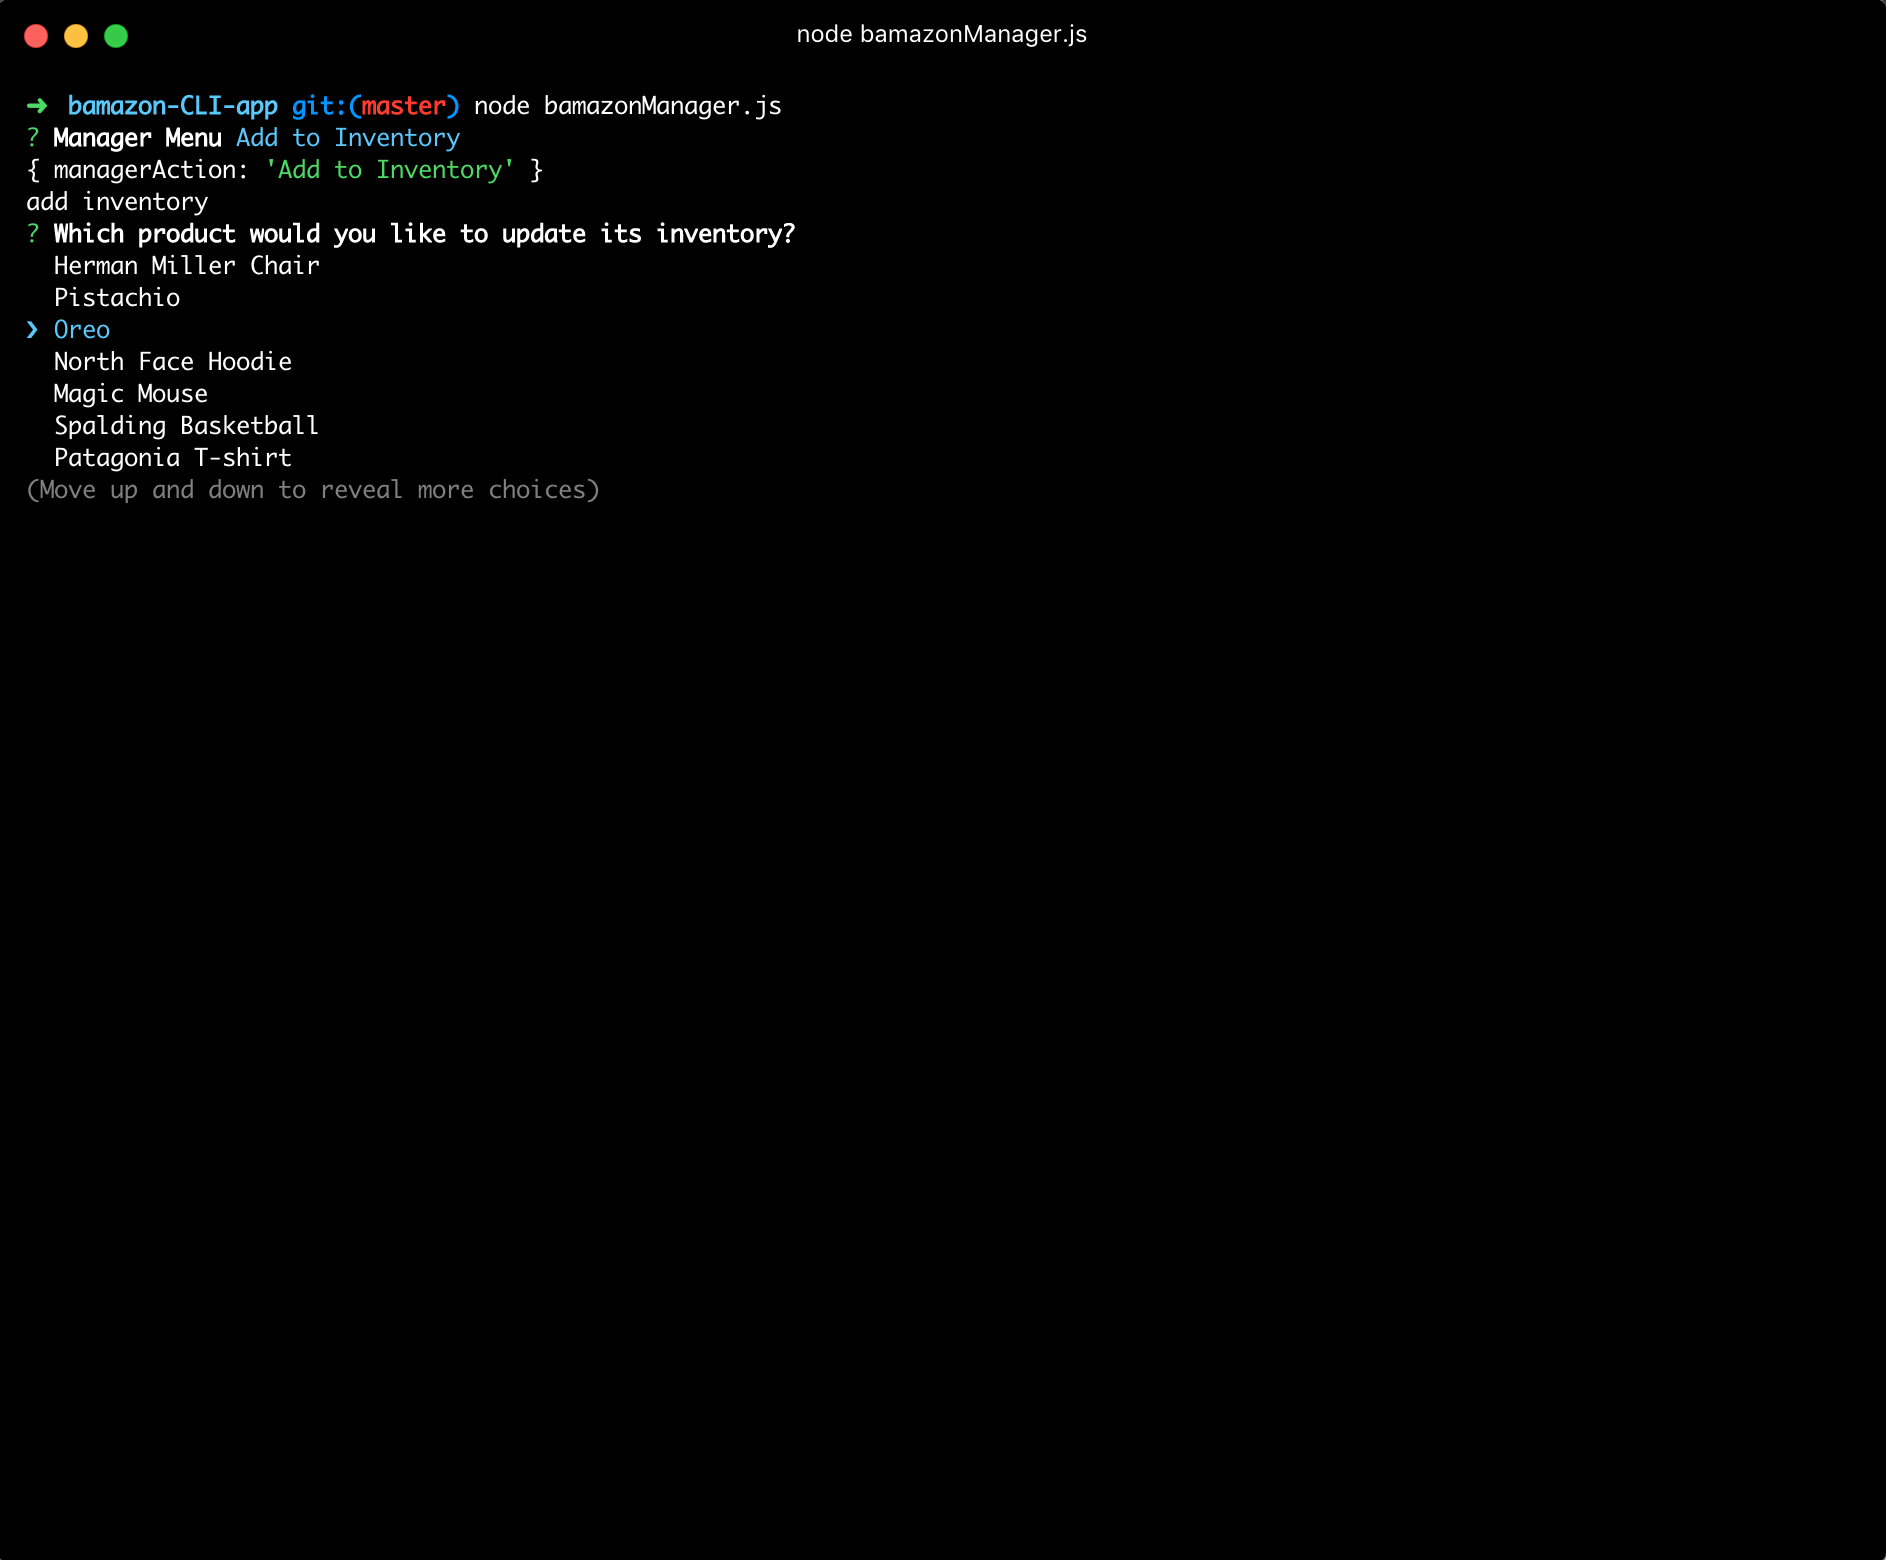 node bamazonManager.js
➜ bamazon-CLI-app git:(master) node bamazonManager.js
? Manager Menu Add to Inventory
{ managerAction: 'Add to Inventory' }
add inventory
? Which product would you like to update its inventory?
Herman Miller Chair
Pistachio
❯ Oreo
North Face Hoodie
Magic Mouse
Spalding Basketball
Patagonia T-shirt
(Move up and down to reveal more choices)